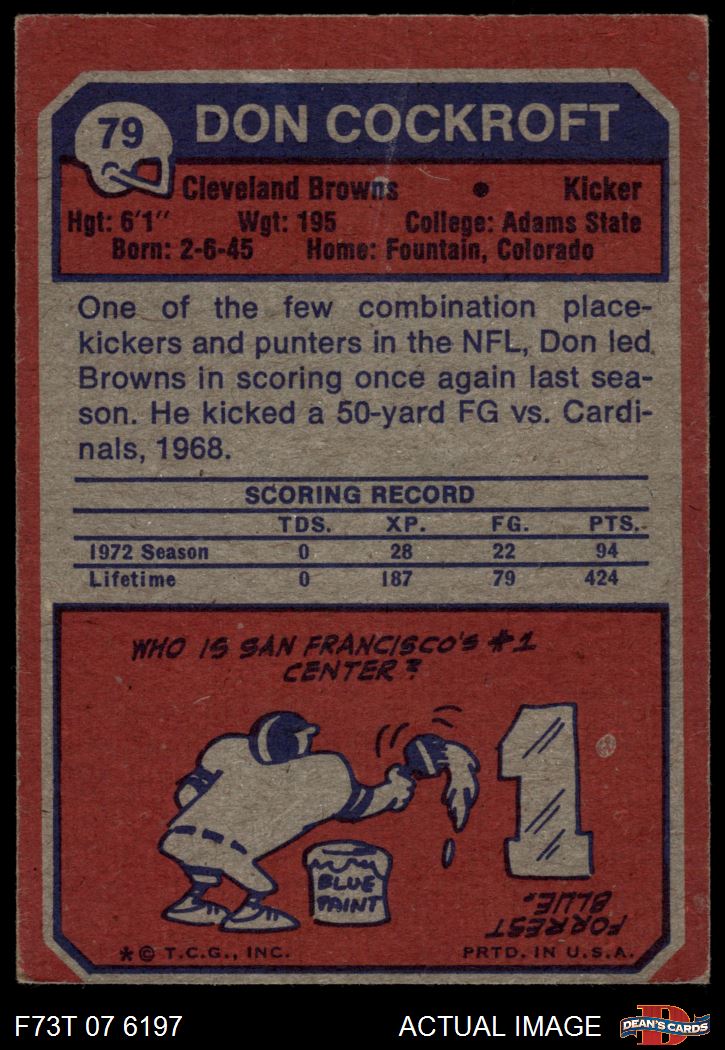 79
DON COCKROFT
Cleveland Browns • Kicker
Hgt: 6'1" Wgt: 195 College: Adams State
Born: 2-6-45 Home: Fountain, Colorado
One of the few combination place-
kickers and punters in the NFL, Don led
Browns in scoring once again last sea-
son. He kicked a 50-yard FG vs. Cardi-
nals, 1968.
SCORING RECORD
TDS. XP. FG. PTS.
1972 Season 0 28 22 94
Lifetime 0 187 79 424
WHO IS SAN FRANCISCO'S #1
CENTER?
1
BLUE
PAINT
FORREST
BLUE.
*© T.C.G., INC. PRTD. IN U.S.A.
F73T 07 6197 ACTUAL IMAGE
D
DEAN'S CARDS